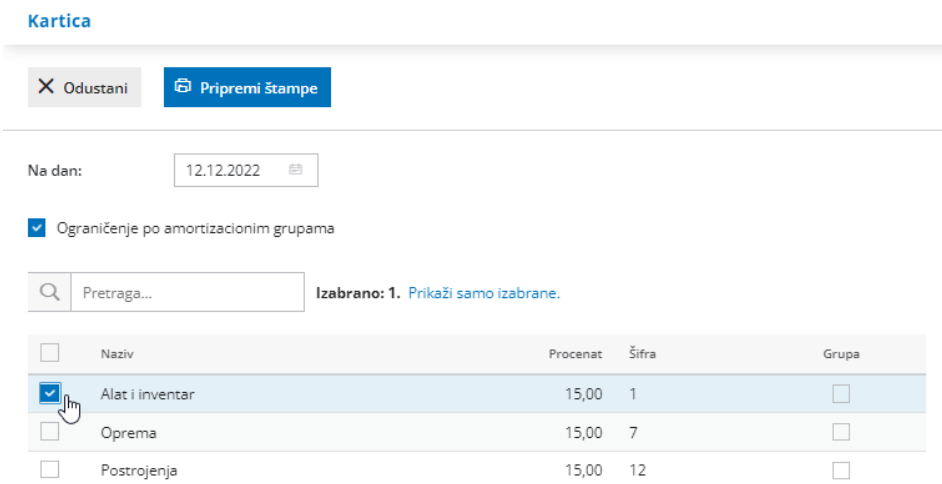 Kartica
Odustani Pripremi štampe
Na dan: 12.12.2022
Ograničenje po amortizacionim grupama
Pretraga... Izabrano: 1. Prikaži samo izabrane.
Naziv Procenat Šifra Grupa
Alat i inventar 15,00 1
Oprema 15,00 7
Postrojenja 15,00 12